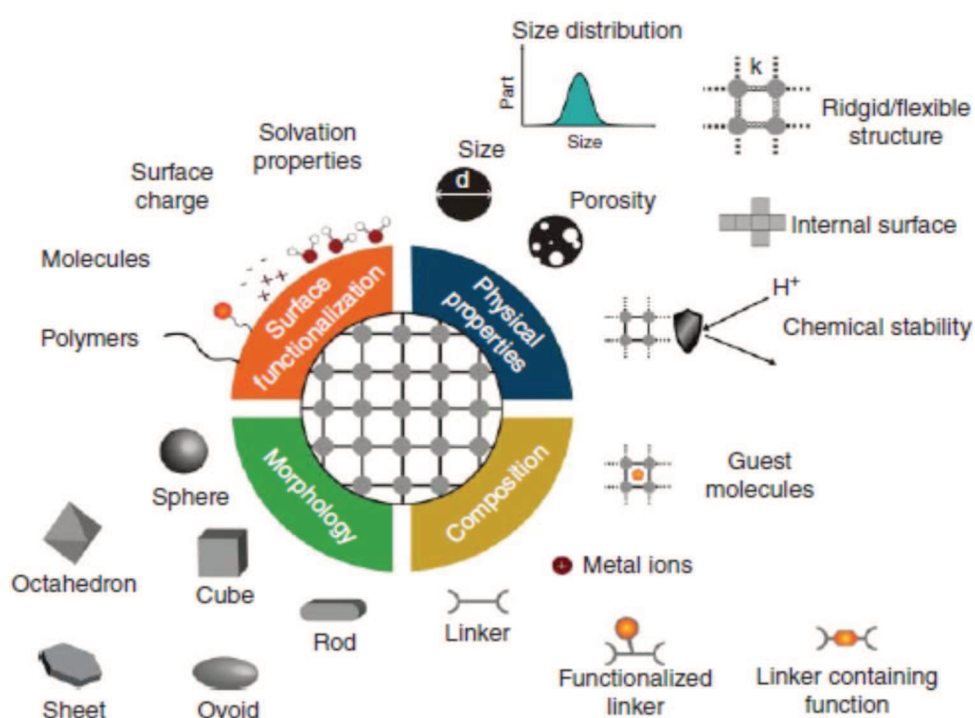 Size distribution
Part
Size
k
Ridgid/flexible
structure
Solvation
properties
Surface
charge
Size
d
Porosity
Internal surface
Molecules
Polymers
Surface
functionalization
Physical
properties
H+
Chemical stability
Morphology
Composition
Guest
molecules
Sphere
Octahedron
Cube
Rod
Linker
Metal ions
Sheet
Ovoid
Functionalized
linker
Linker containing
function